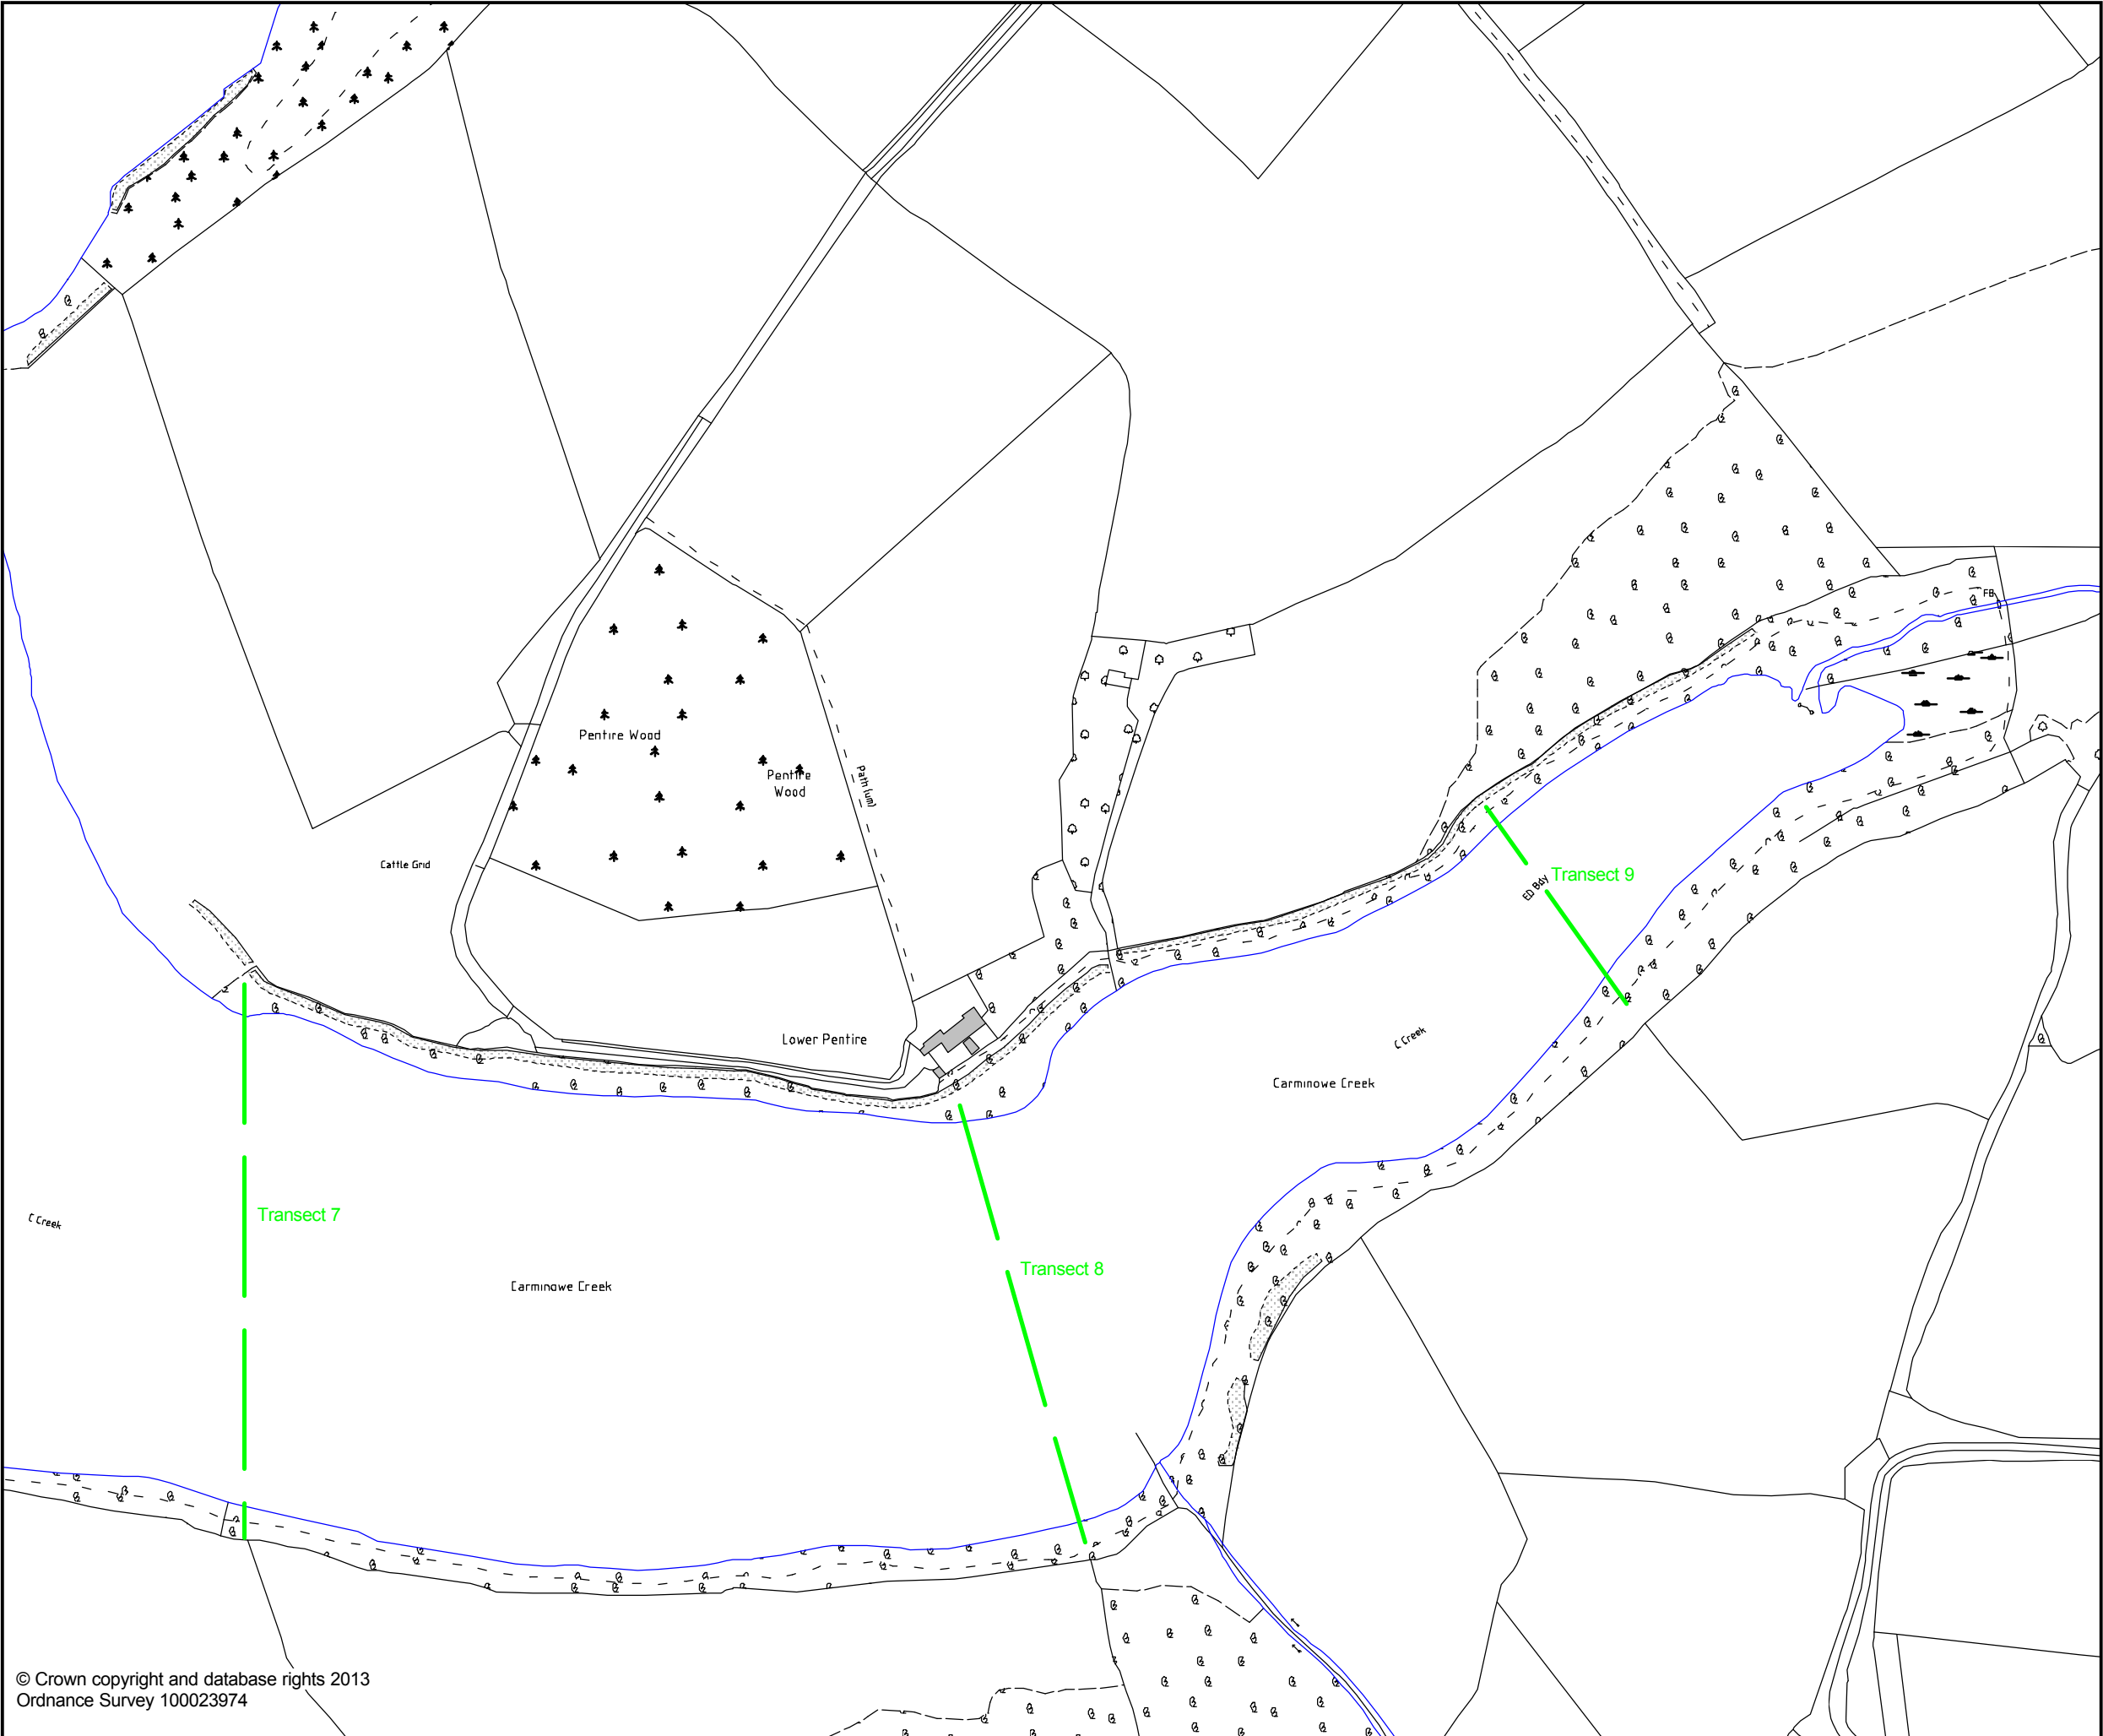 FB
Pentire Wood
Pentire
Wood
Path (um)
Cattle Grid
Transect 9
ED Bdy
Lower Pentire
C Creek
Carminowe Creek
Transect 7
C Creek
Transect 8
Carminowe Creek
© Crown copyright and database rights 2013
Ordnance Survey 100023974